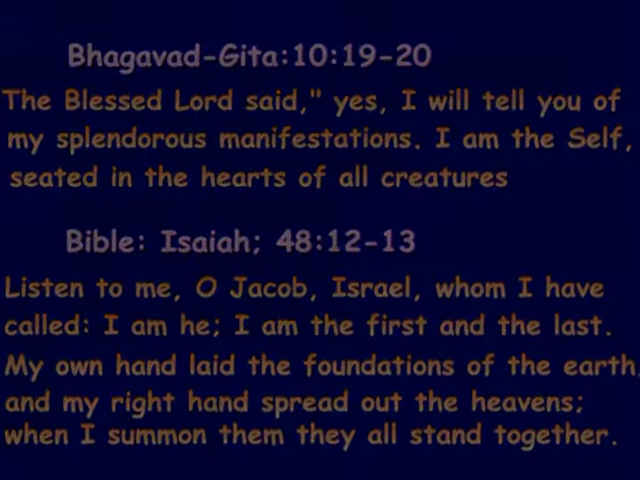 Bhagavad-Gita:10:19-20
The Blessed Lord said," yes, I will tell you of
my splendorous manifestations. I am the Self,
seated in the hearts of all creatures
Bible: Isaiah; 48:12-13
Listen to me, O Jacob, Israel, whom I have
called: I am he; I am the first and the last.
My own hand laid the foundations of the earth,
and my right hand spread out the heavens;
when I summon them they all stand together.